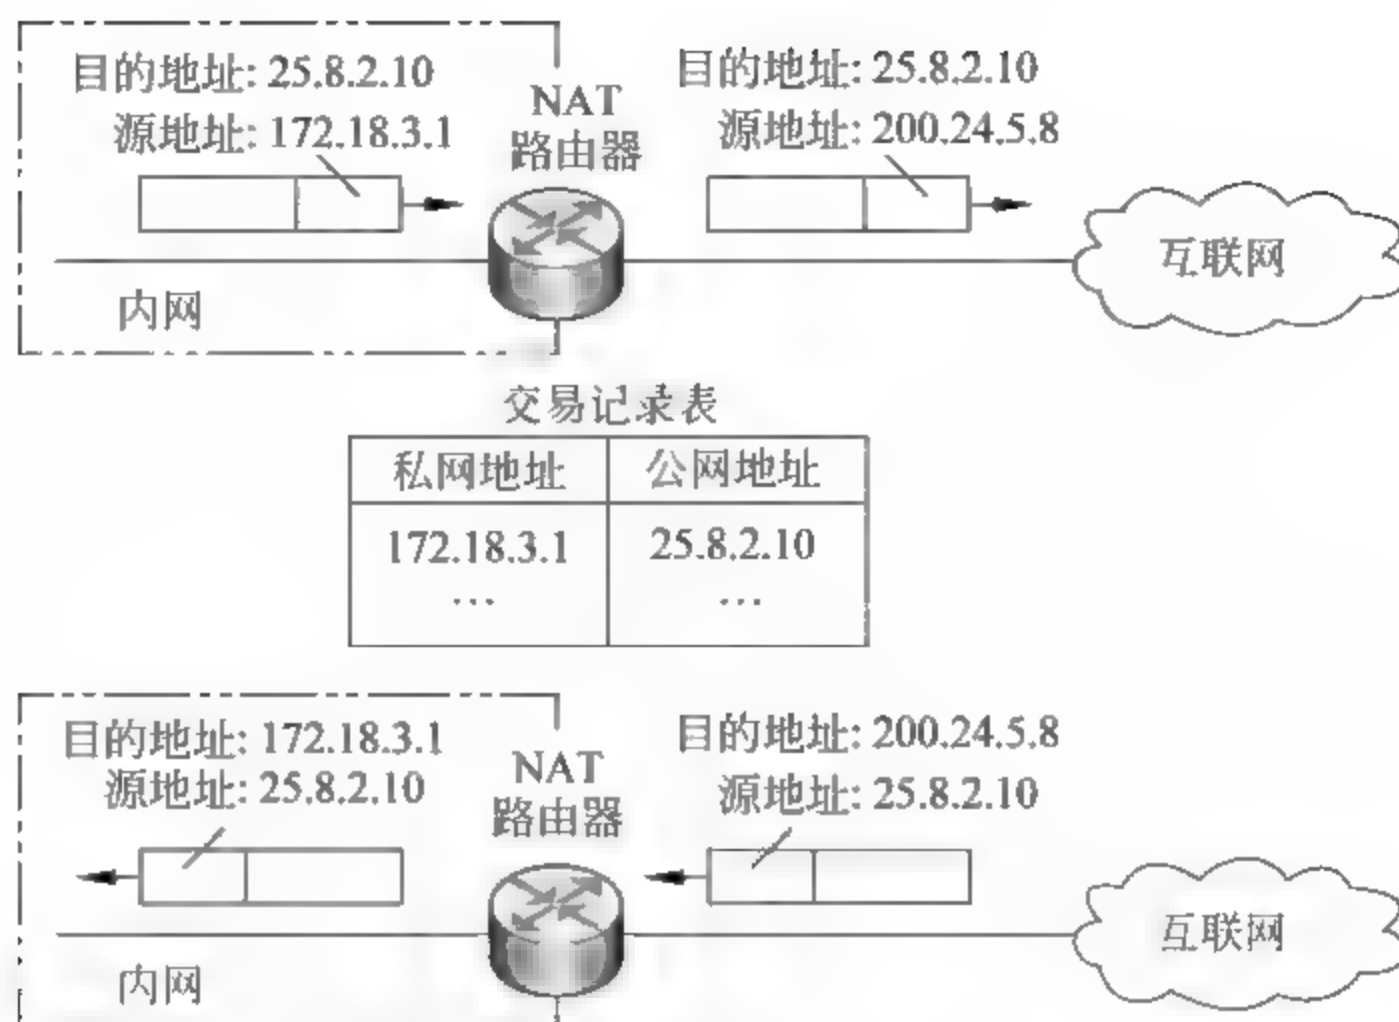 目的地址: 25.8.2.10
源地址: 172.18.3.1
NAT
路由器
目的地址: 25.8.2.10
源地址: 200.24.5.8
互联网
内网
交易记录表
私网地址 公网地址
172.18.3.1 25.8.2.10
… …
目的地址: 172.18.3.1
源地址: 25.8.2.10
NAT
路由器
目的地址: 200.24.5.8
源地址: 25.8.2.10
互联网
内网